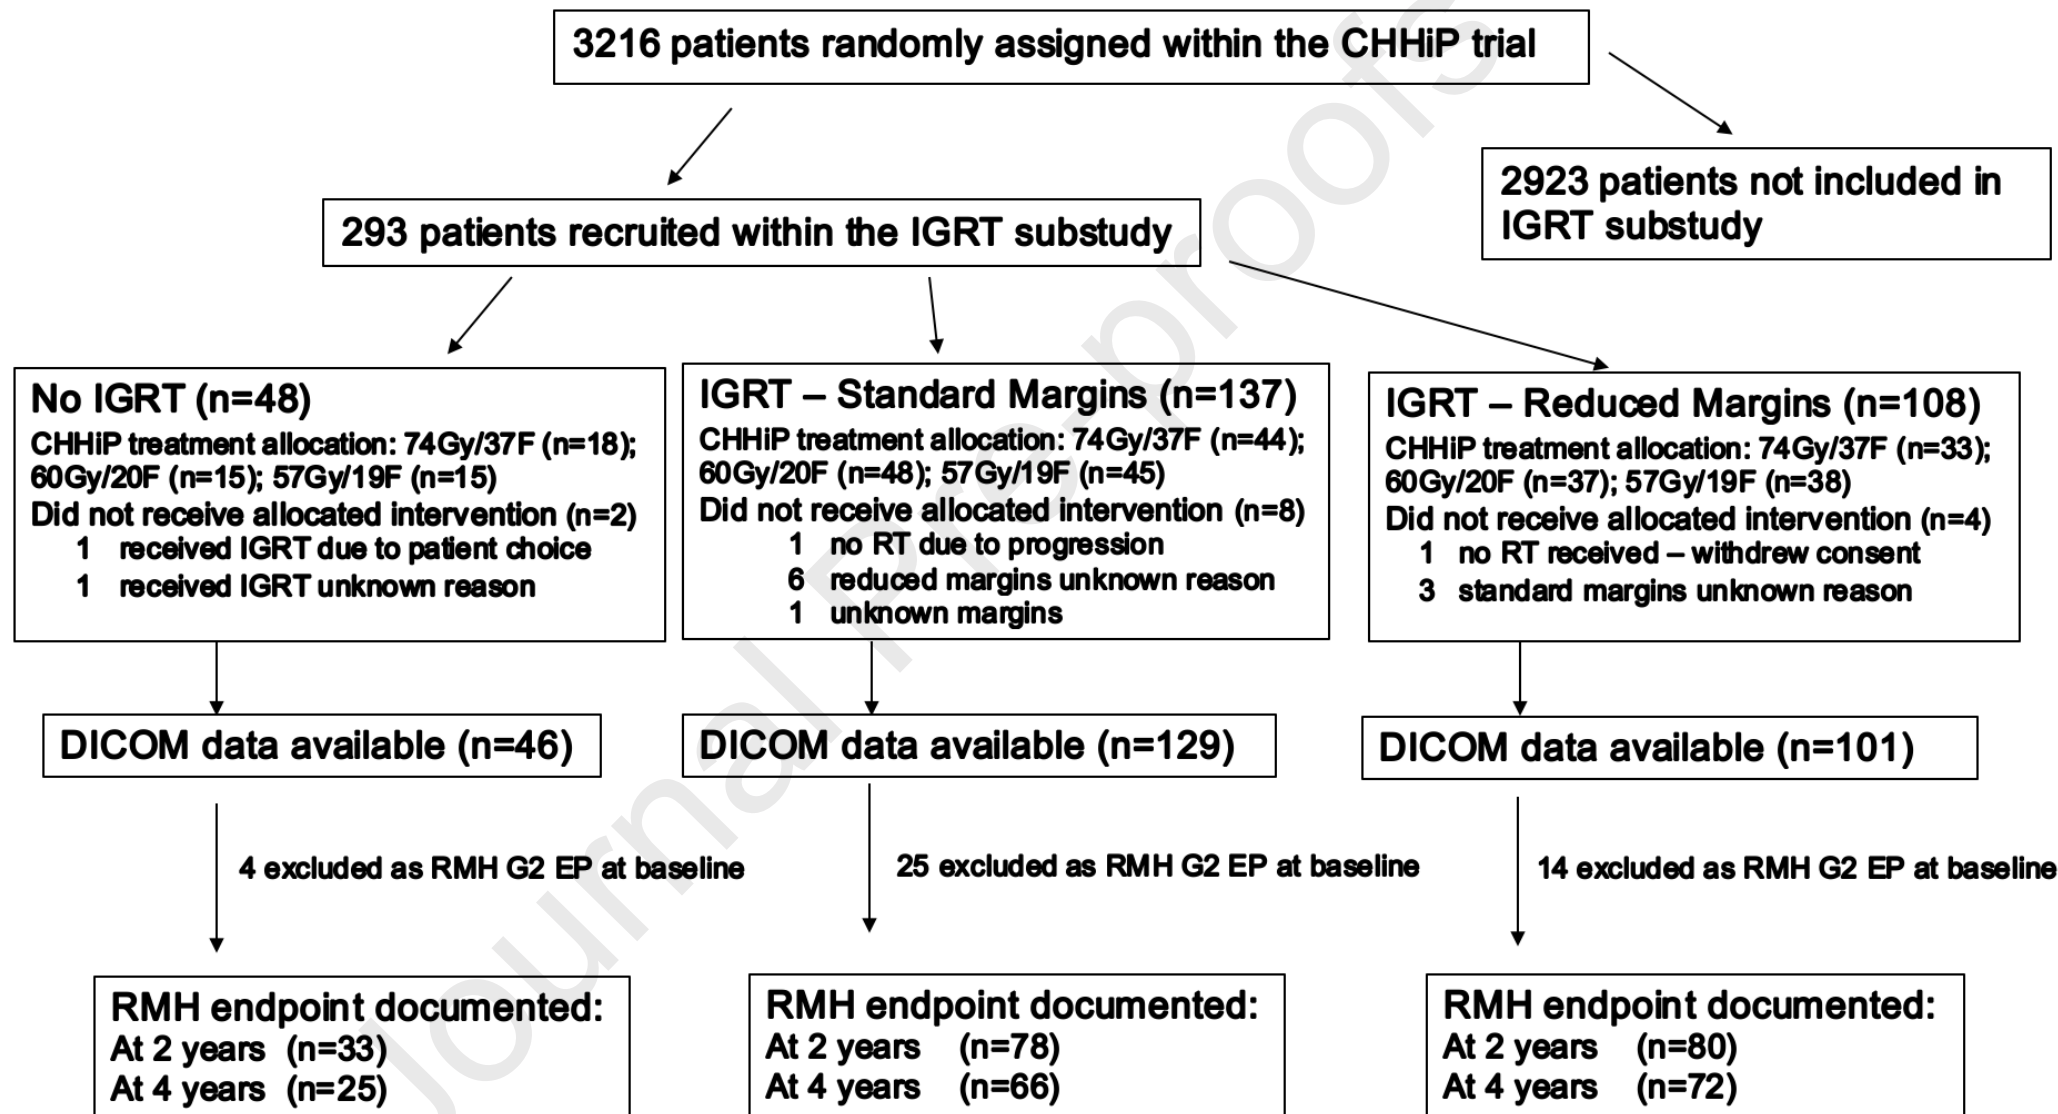 3216 patients randomly assigned within the CHHiP trial
2923 patients not included in
IGRT substudy
293 patients recruited within the IGRT substudy
No IGRT (n=48)
CHHiP treatment allocation: 74Gy/37F (n=18);
60Gy/20F (n=15); 57Gy/19F (n=15)
Did not receive allocated intervention (n=2)
1 received IGRT due to patient choice
1 received IGRT unknown reason
IGRT – Standard Margins (n=137)
CHHiP treatment allocation: 74Gy/37F (n=44);
60Gy/20F (n=48); 57Gy/19F (n=45)
Did not receive allocated intervention (n=8)
1 no RT due to progression
6 reduced margins unknown reason
1 unknown margins
IGRT – Reduced Margins (n=108)
CHHiP treatment allocation: 74Gy/37F (n=33);
60Gy/20F (n=37); 57Gy/19F (n=38)
Did not receive allocated intervention (n=4)
1 no RT received – withdrew consent
3 standard margins unknown reason
DICOM data available (n=46)
DICOM data available (n=129)
DICOM data available (n=101)
4 excluded as RMH G2 EP at baseline
25 excluded as RMH G2 EP at baseline
14 excluded as RMH G2 EP at baseline
RMH endpoint documented:
At 2 years (n=33)
At 4 years (n=25)
RMH endpoint documented:
At 2 years (n=78)
At 4 years (n=66)
RMH endpoint documented:
At 2 years (n=80)
At 4 years (n=72)
Journal Pre-proofs